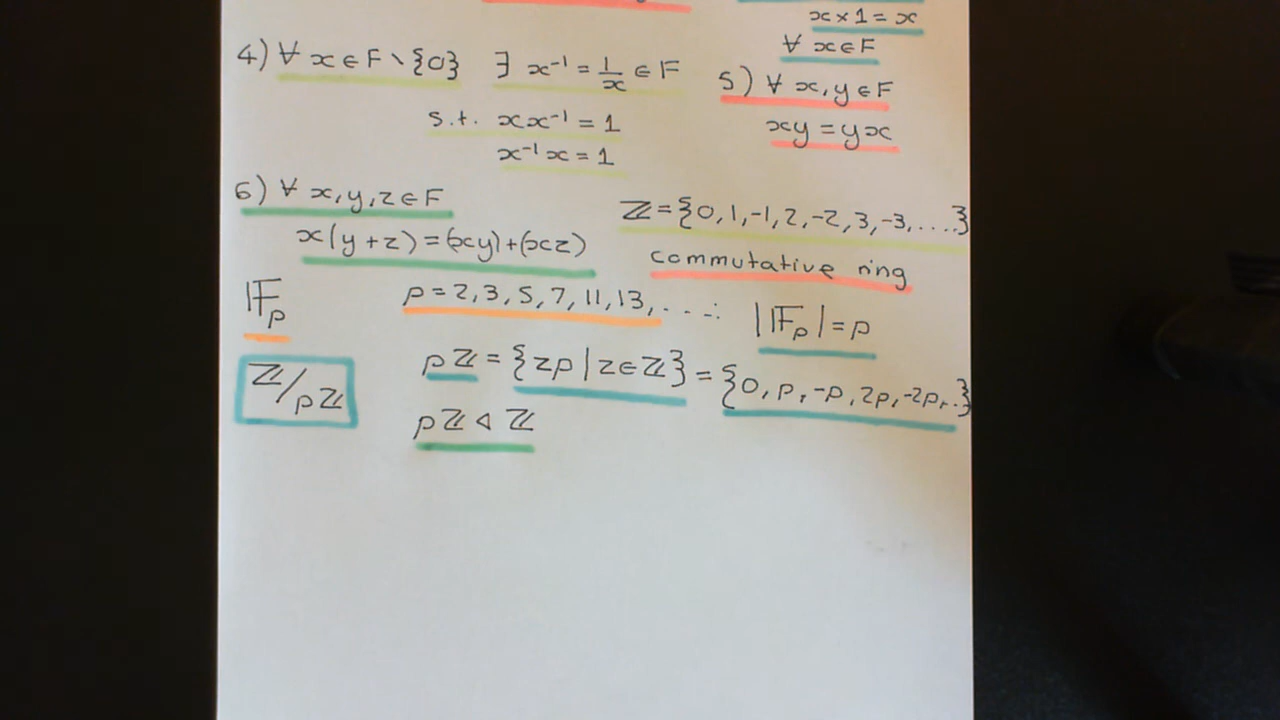 x × 1 = x
∀ x ∈ F
4) ∀ x ∈ F \ {0} ∃ x⁻¹ = 1/x ∈ F
s.t. xx⁻¹ = 1
x⁻¹x = 1
5) ∀ x, y ∈ F
xy = yx
6) ∀ x, y, z ∈ F
x(y + z) = (xy) + (xz)
ℤ = {0, 1, -1, 2, -2, 3, -3, ....}
commutative ring
𝔽ₚ
p = 2, 3, 5, 7, 11, 13, ....
|𝔽ₚ| = p
ℤ/pℤ
pℤ = {zp | z ∈ ℤ} = {0, p, -p, 2p, -2p, ..}
pℤ ◁ ℤ